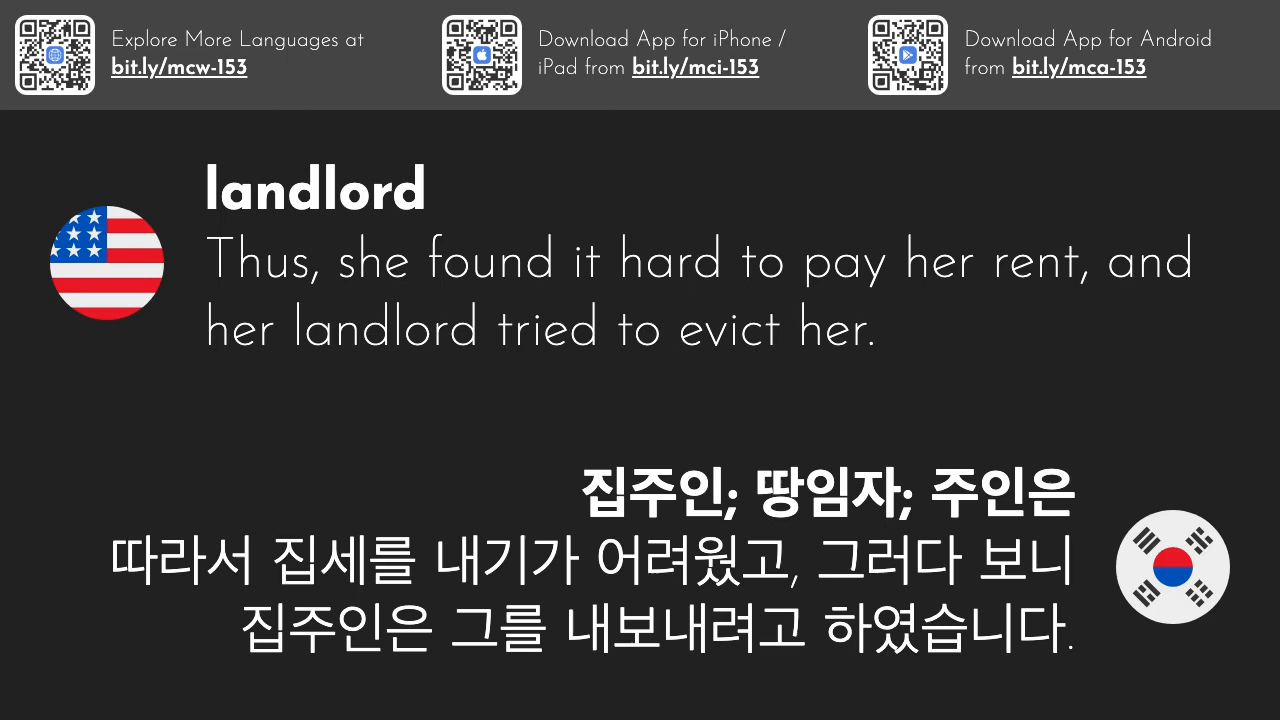 Explore More Languages at
bit.ly/mcw-153
Download App for iPhone /
iPad from bit.ly/mci-153
Download App for Android
from bit.ly/mca-153
landlord
Thus, she found it hard to pay her rent, and
her landlord tried to evict her.
집주인; 땅임자; 주인은
따라서 집세를 내기가 어려웠고, 그러다 보니
집주인은 그를 내보내려고 하였습니다.